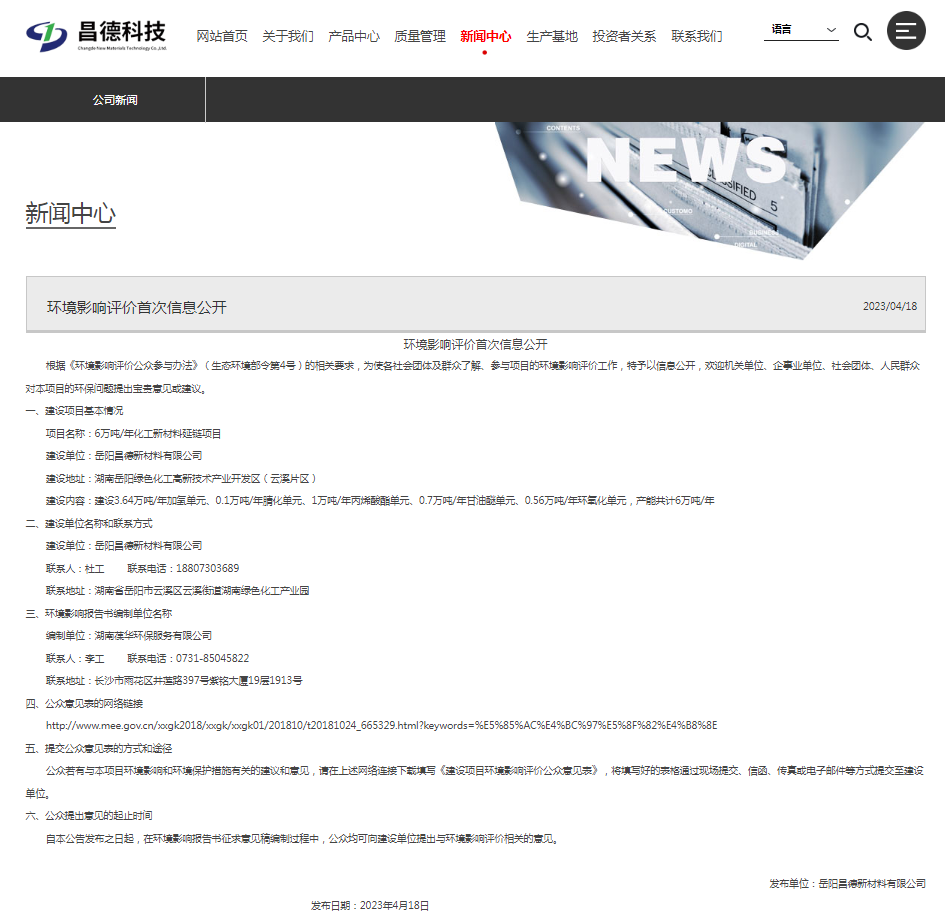 昌德科技
Changde New Materials Technology Co.,Ltd.
网站首页 关于我们 产品中心 质量管理 新闻中心 生产基地 投资者关系 联系我们
语言
公司新闻
CONTENTS
NEWS
CLASSIFIED 5
CUSTOMO
BUSINESS
DIGITAL
新闻中心
环境影响评价首次信息公开
2023/04/18
环境影响评价首次信息公开
根据《环境影响评价公众参与办法》（生态环境部令第4号）的相关要求，为使各社会团体及群众了解、参与项目的环境影响评价工作，特予以信息公开，欢迎机关单位、企事业单位、社会团体、人民群众
对本项目的环保问题提出宝贵意见或建议。
一、建设项目基本情况
项目名称：6万吨/年化工新材料延链项目
建设单位：岳阳昌德新材料有限公司
建设地址：湖南岳阳绿色化工高新技术产业开发区（云溪片区）
建设内容：建设3.64万吨/年加氢单元、0.1万吨/年腈化单元、1万吨/年丙烯酸酯单元、0.7万吨/年甘油醚单元、0.56万吨/年环氧化单元，产能共计6万吨/年
二、建设单位名称和联系方式
建设单位：岳阳昌德新材料有限公司
联系人：杜工 联系电话：18807303689
联系地址：湖南省岳阳市云溪区云溪街道湖南绿色化工产业园
三、环境影响报告书编制单位名称
编制单位：湖南葆华环保服务有限公司
联系人：李工 联系电话：0731-85045822
联系地址：长沙市雨花区井莲路397号紫铭大厦19层1913号
四、公众意见表的网络链接
http://www.mee.gov.cn/xxgk2018/xxgk/xxgk01/201810/t20181024_665329.html?keywords=%E5%85%AC%E4%BC%97%E5%8F%82%E4%B8%8E
五、提交公众意见表的方式和途径
公众若有与本项目环境影响和环境保护措施有关的建议和意见，请在上述网络连接下载填写《建设项目环境影响评价公众意见表》，将填写好的表格通过现场提交、信函、传真或电子邮件等方式提交至建设
单位。
六、公众提出意见的起止时间
自本公告发布之日起，在环境影响报告书征求意见稿编制过程中，公众均可向建设单位提出与环境影响评价相关的意见。
发布单位：岳阳昌德新材料有限公司
发布日期：2023年4月18日